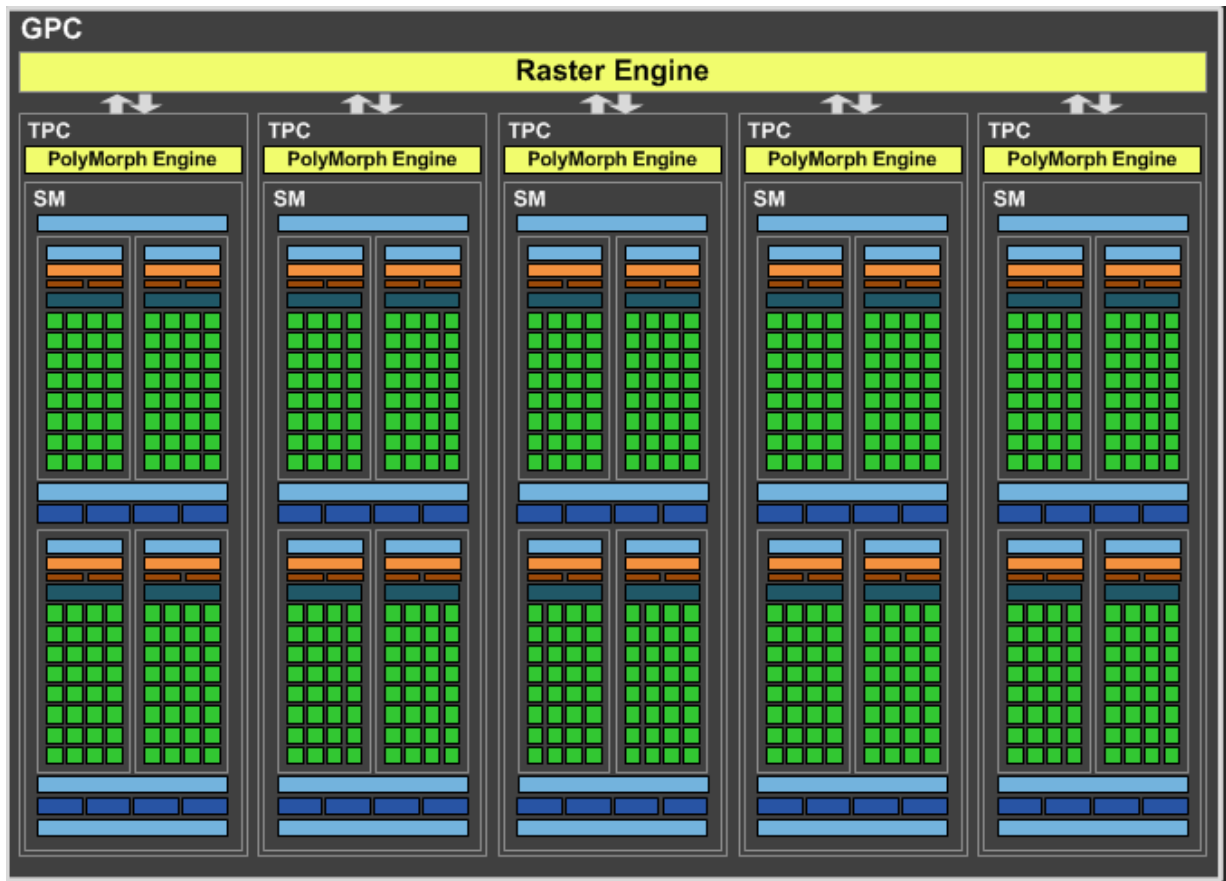 GPC
Raster Engine
TPC TPC TPC TPC TPC
PolyMorph Engine PolyMorph Engine PolyMorph Engine PolyMorph Engine PolyMorph Engine
SM SM SM SM SM